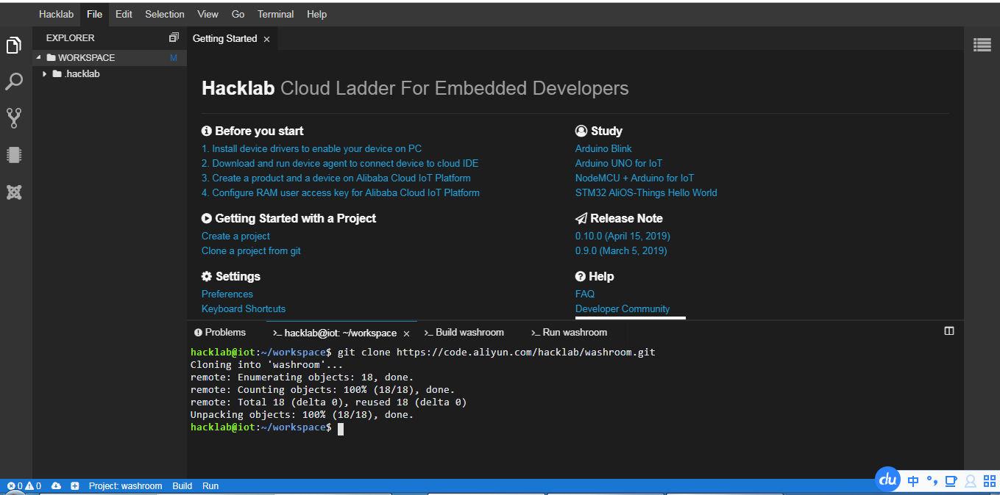 Hacklab File Edit Selection View Go Terminal Help
EXPLORER
WORKSPACE M
.hacklab
Getting Started ×
Hacklab Cloud Ladder For Embedded Developers
Before you start
1. Install device drivers to enable your device on PC
2. Download and run device agent to connect device to cloud IDE
3. Create a product and a device on Alibaba Cloud IoT Platform
4. Configure RAM user access key for Alibaba Cloud IoT Platform
Getting Started with a Project
Create a project
Clone a project from git
Settings
Preferences
Keyboard Shortcuts
Study
Arduino Blink
Arduino UNO for IoT
NodeMCU + Arduino for IoT
STM32 AliOS-Things Hello World
Release Note
0.10.0 (April 15, 2019)
0.9.0 (March 5, 2019)
Help
FAQ
Developer Community
Problems >_ hacklab@iot: ~/workspace × >_ Build washroom >_ Run washroom
hacklab@iot:~/workspace$ git clone https://code.aliyun.com/hacklab/washroom.git
Cloning into 'washroom'...
remote: Enumerating objects: 18, done.
remote: Counting objects: 100% (18/18), done.
remote: Total 18 (delta 0), reused 18 (delta 0)
Unpacking objects: 100% (18/18), done.
hacklab@iot:~/workspace$
0 0 Project: washroom Build Run
du 中 °,